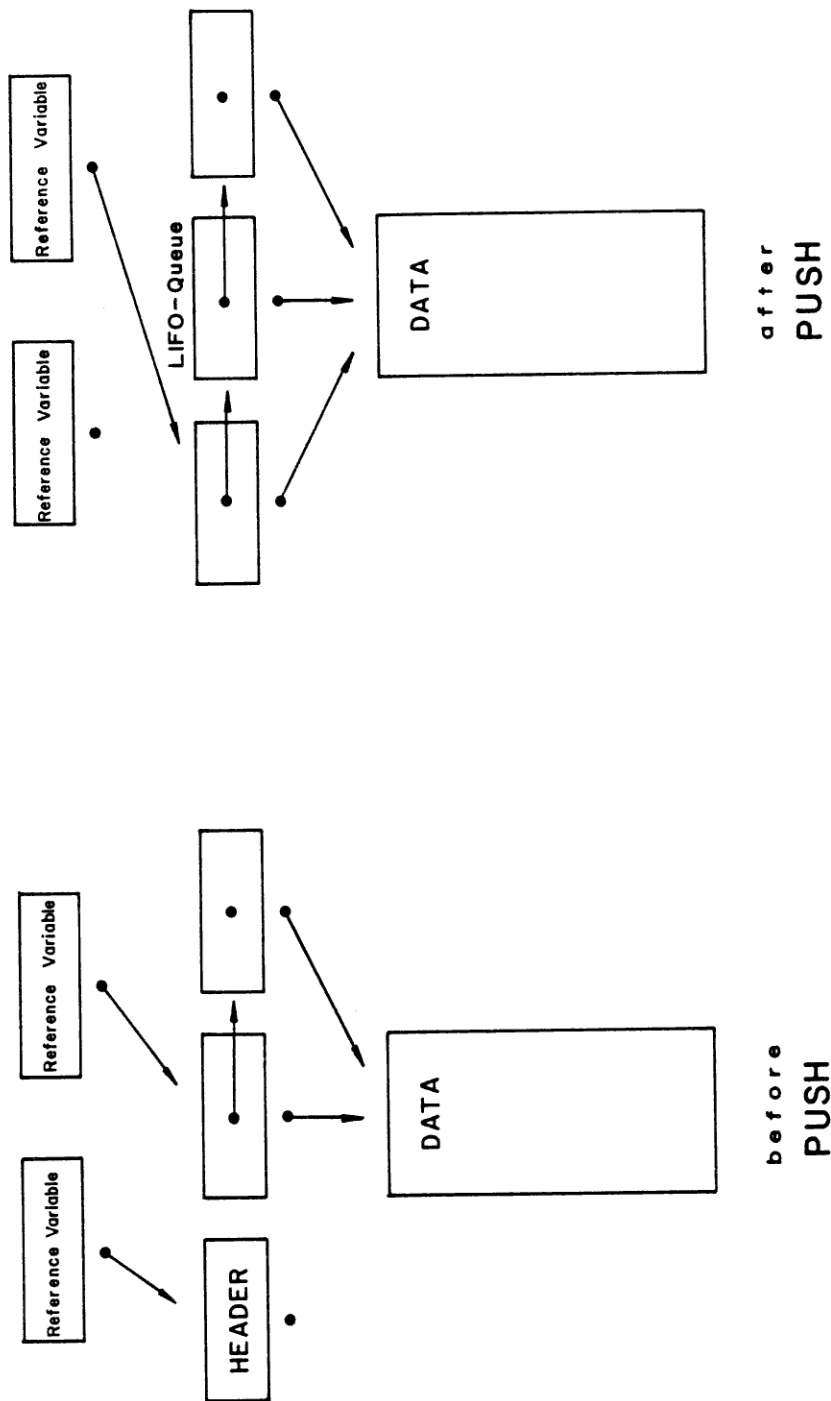 Reference Variable
Reference Variable
HEADER
DATA
before
PUSH
Reference Variable
Reference Variable
LIFO-Queue
DATA
after
PUSH